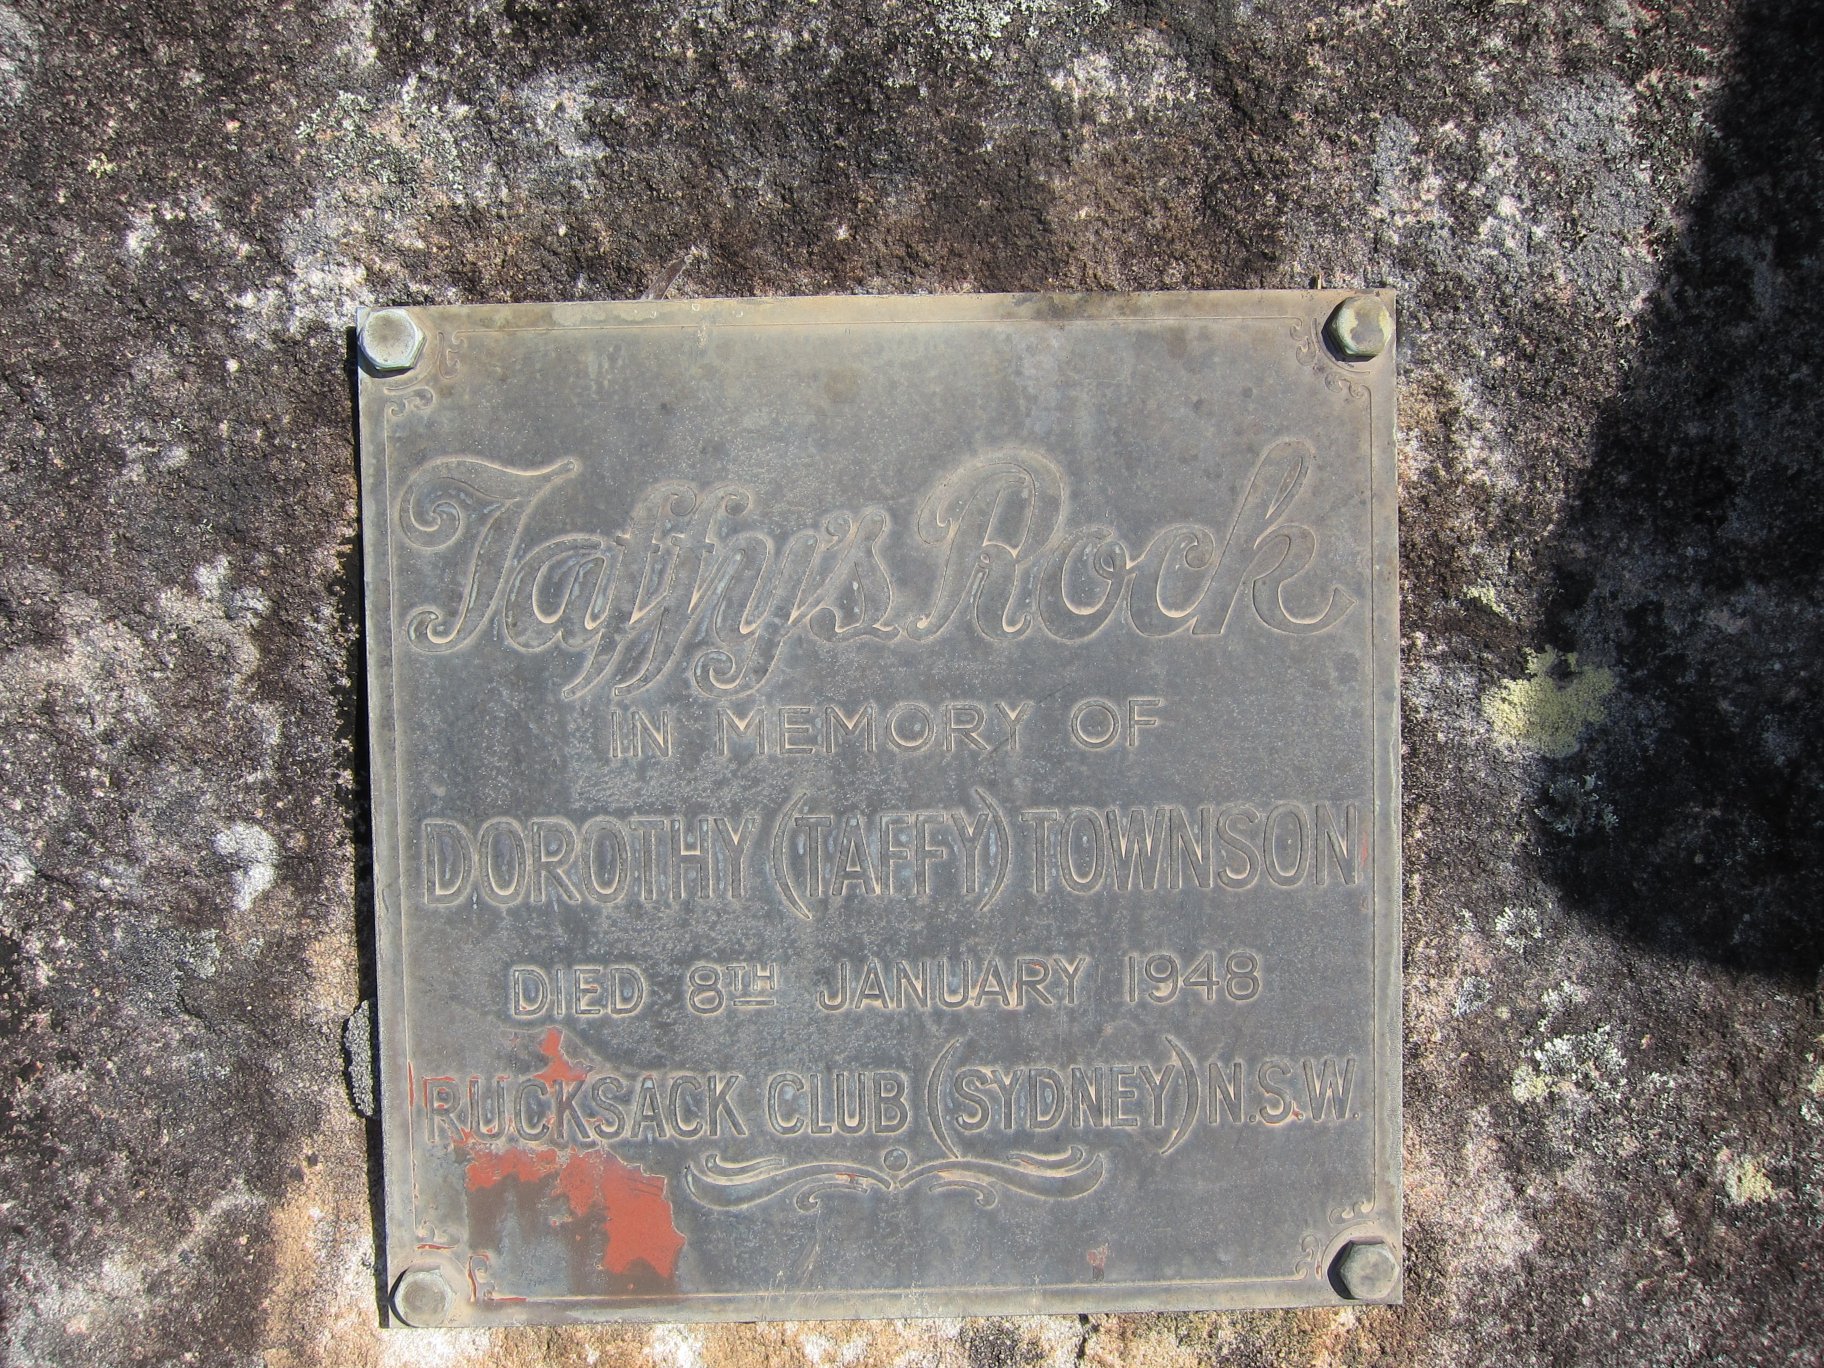 Taffy's Rock
IN MEMORY OF
DOROTHY (TAFFY) TOWNSON
DIED 8TH JANUARY 1948
RUCKSACK CLUB (SYDNEY) N.S.W.